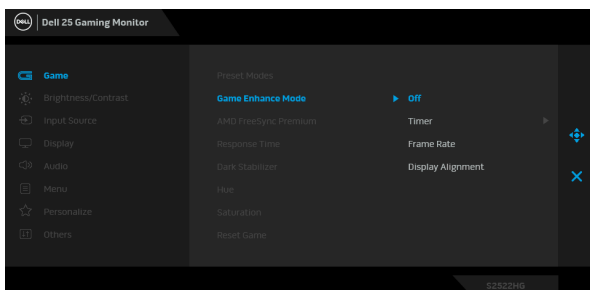 DELL
Dell 25 Gaming Monitor
Game
Brightness/Contrast
Input Source
Display
Audio
Menu
Personalize
Others
Preset Modes
Game Enhance Mode
AMD FreeSync Premium
Response Time
Dark Stabilizer
Hue
Saturation
Reset Game
Off
Timer
Frame Rate
Display Alignment
S2522HG